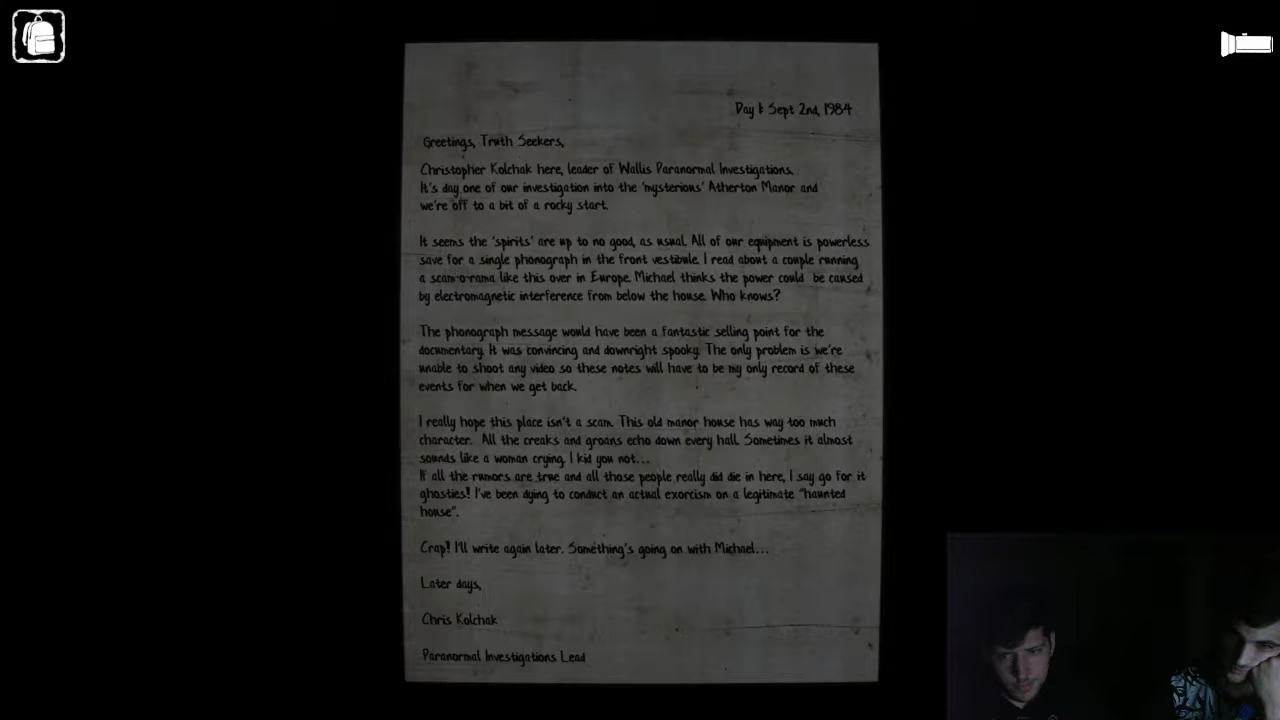 Day 1: Sept 2nd, 1984
Greetings, Truth Seekers,
Christopher Kolchak here, leader of Wallis Paranormal Investigations.
It's day one of our investigation into the 'mysterious' Atherton Manor and
we're off to a bit of a rocky start.
It seems the 'spirits' are up to no good, as usual. All of our equipment is powerless
save for a single phonograph in the front vestibule. I read about a couple running
a scam-o-rama like this over in Europe. Michael thinks the power could be caused
by electromagnetic interference from below the house. Who knows?
The phonograph message would have been a fantastic selling point for the
documentary. It was convincing and downright spooky. The only problem is we're
unable to shoot any video so these notes will have to be my only record of these
events for when we get back.
I really hope this place isn't a scam. This old manor house has way too much
character. All the creaks and groans echo down every hall. Sometimes it almost
sounds like a woman crying, I kid you not...
If all the rumors are true and all those people really did die in here, I say go for it
ghosties! I've been dying to conduct an actual exorcism on a legitimate "haunted
house".
Crap! I'll write again later. Something's going on with Michael...
Later days,
Chris Kolchak
Paranormal Investigations Lead